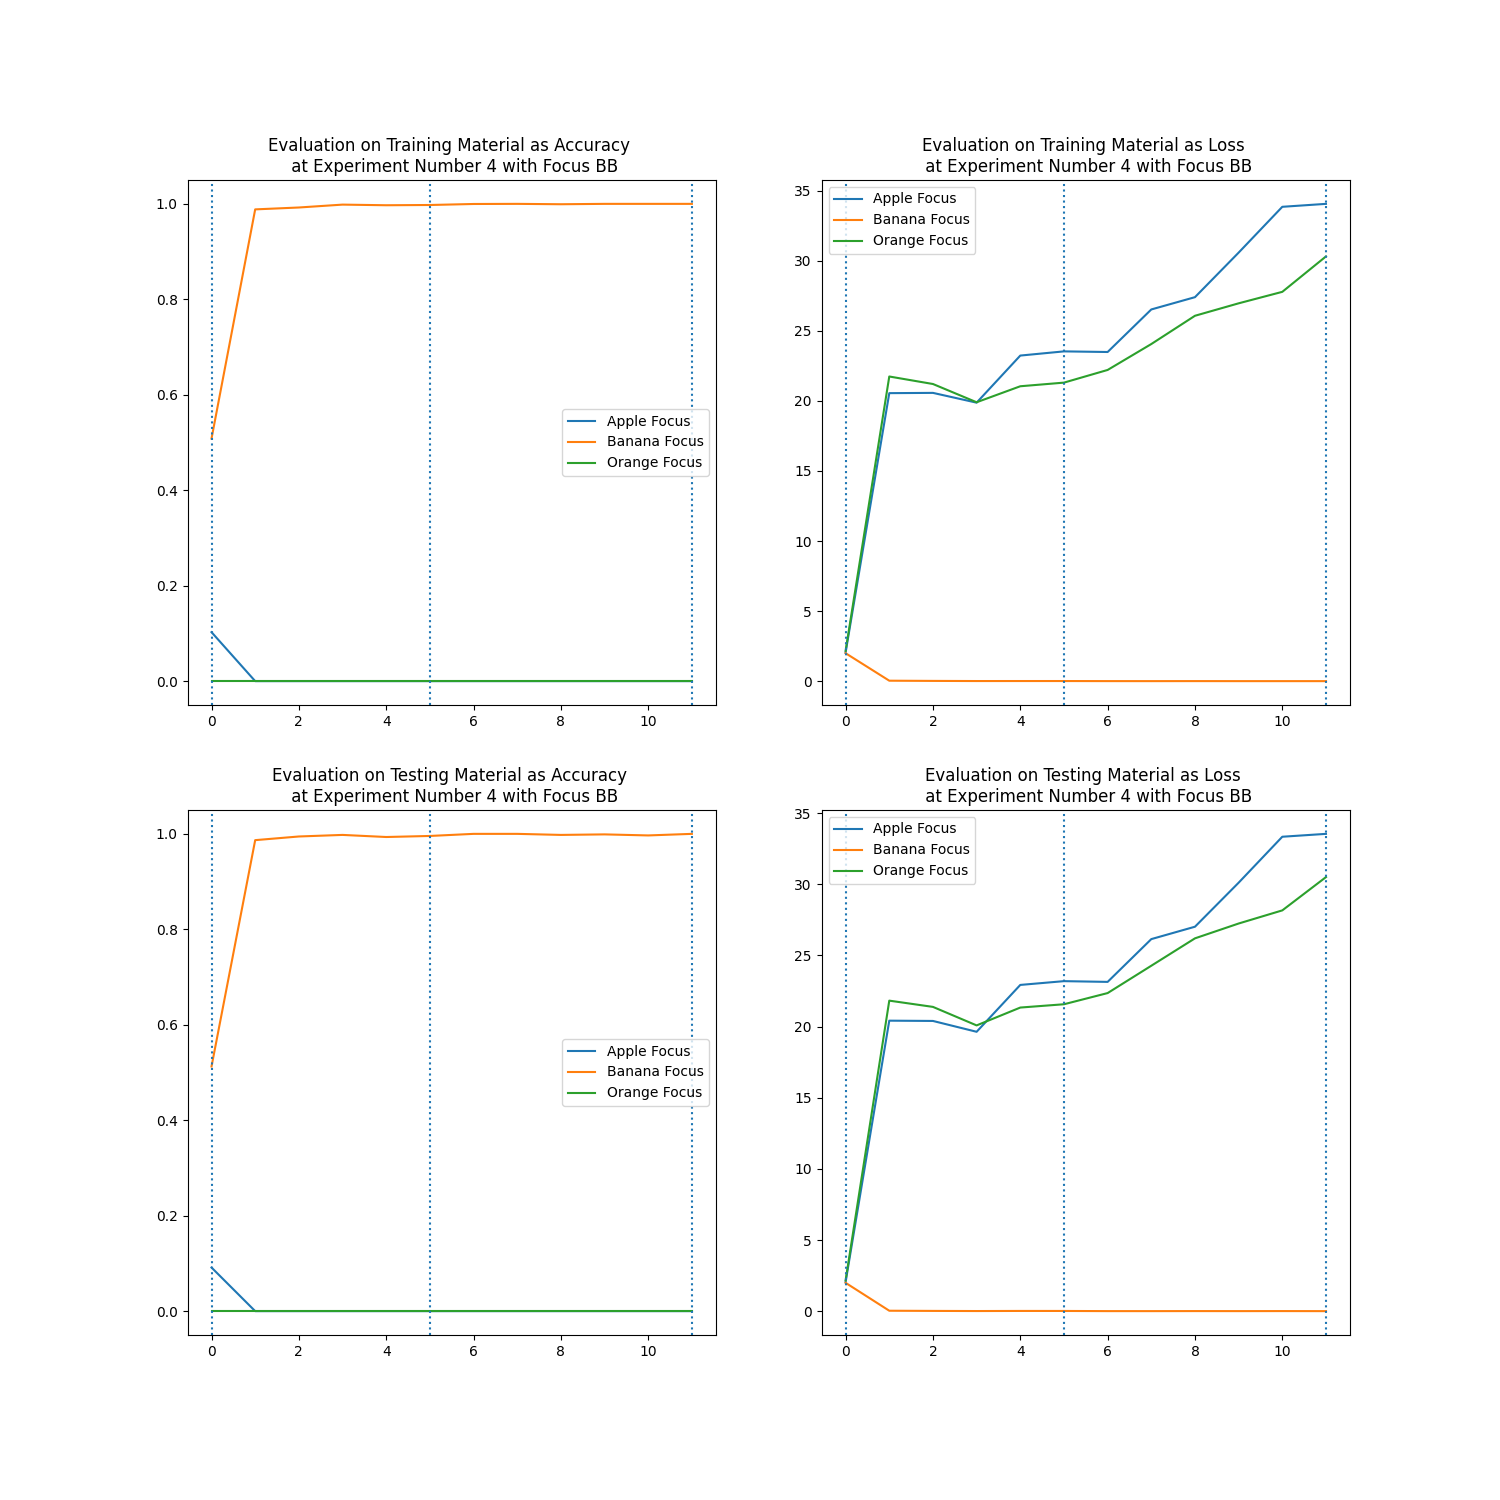 Evaluation on Training Material as Accuracy
at Experiment Number 4 with Focus BB
1.0
0.8
0.6
0.4
0.2
0.0
Apple Focus
Banana Focus
Orange Focus
0 2 4 6 8 10
Evaluation on Training Material as Loss
at Experiment Number 4 with Focus BB
35
30
25
20
15
10
5
0
Apple Focus
Banana Focus
Orange Focus
0 2 4 6 8 10
Evaluation on Testing Material as Accuracy
at Experiment Number 4 with Focus BB
1.0
0.8
0.6
0.4
0.2
0.0
Apple Focus
Banana Focus
Orange Focus
0 2 4 6 8 10
Evaluation on Testing Material as Loss
at Experiment Number 4 with Focus BB
35
30
25
20
15
10
5
0
Apple Focus
Banana Focus
Orange Focus
0 2 4 6 8 10